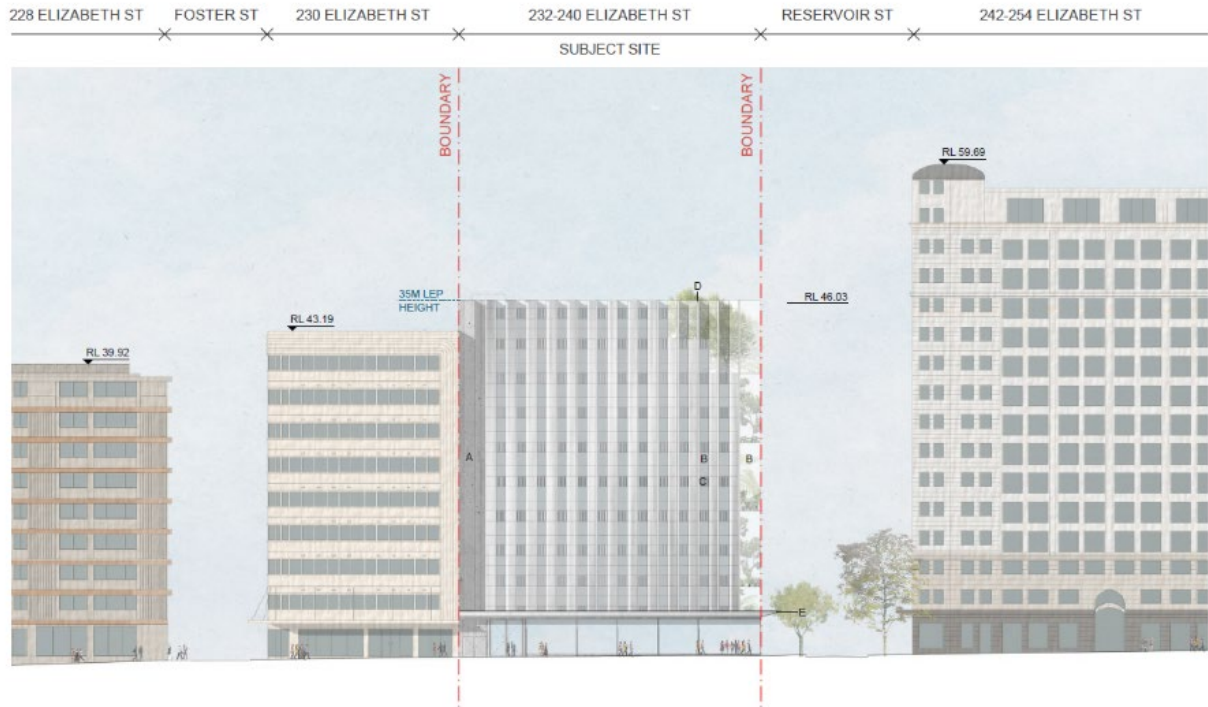 228 ELIZABETH ST
FOSTER ST
230 ELIZABETH ST
232-240 ELIZABETH ST
RESERVOIR ST
242-254 ELIZABETH ST
SUBJECT SITE
BOUNDARY
BOUNDARY
RL 59.69
D
35M LEP
HEIGHT
RL 46.03
RL 43.19
RL 39.92
A
B
B
C
E